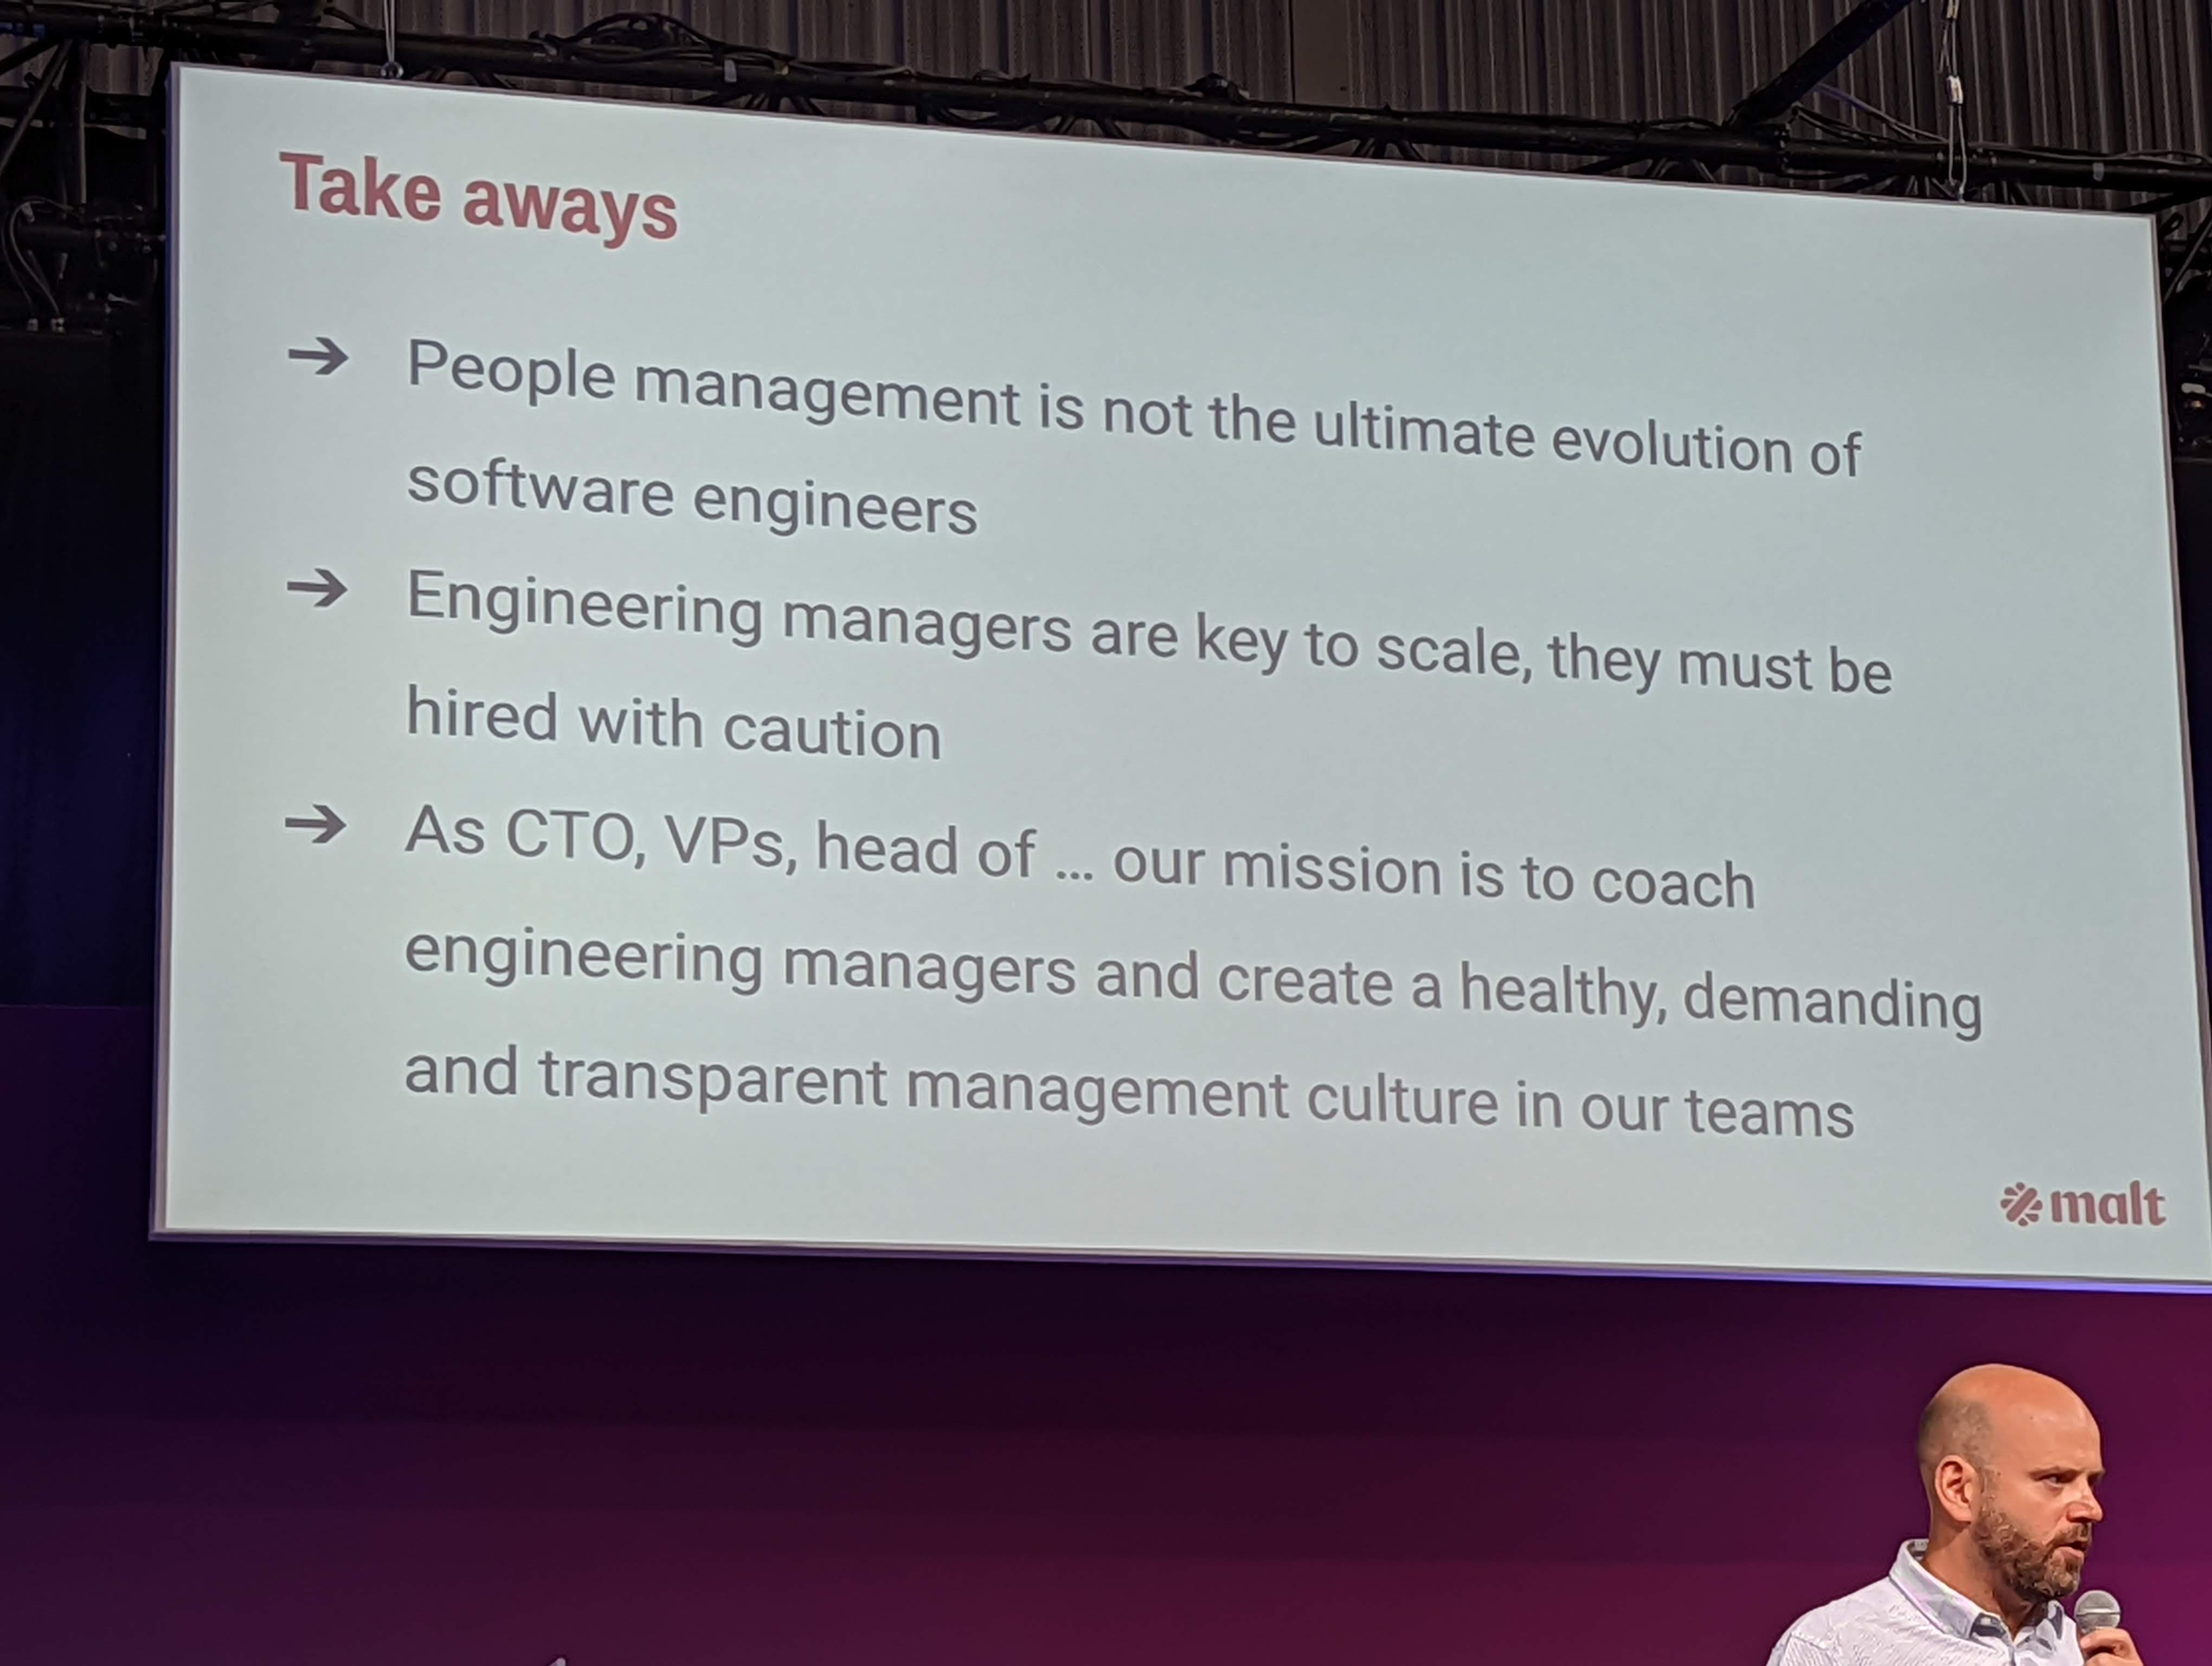 Take aways
➔ People management is not the ultimate evolution of
software engineers
➔ Engineering managers are key to scale, they must be
hired with caution
➔ As CTO, VPs, head of ... our mission is to coach
engineering managers and create a healthy, demanding
and transparent management culture in our teams
malt